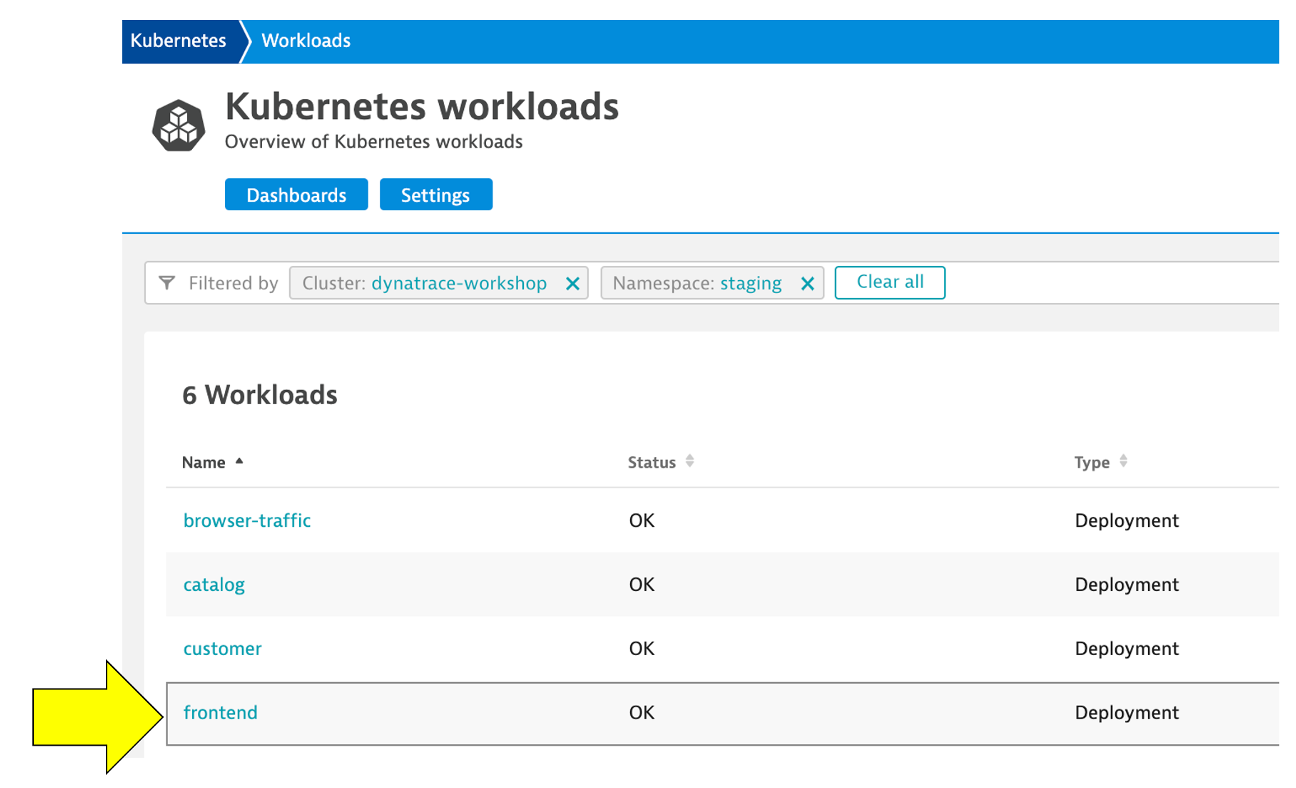 Kubernetes Workloads
Kubernetes workloads
Overview of Kubernetes workloads
Dashboards Settings
Filtered by Cluster: dynatrace-workshop Namespace: staging Clear all
6 Workloads
Name Status Type
browser-traffic OK Deployment
catalog OK Deployment
customer OK Deployment
frontend OK Deployment